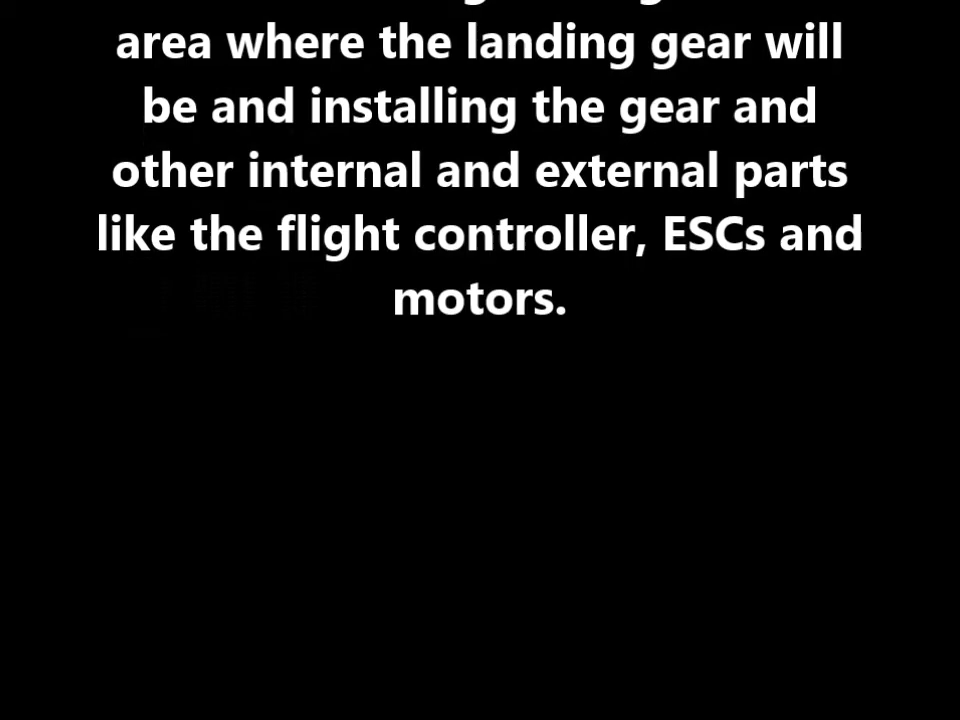 area where the landing gear will
be and installing the gear and
other internal and external parts
like the flight controller, ESCs and
motors.